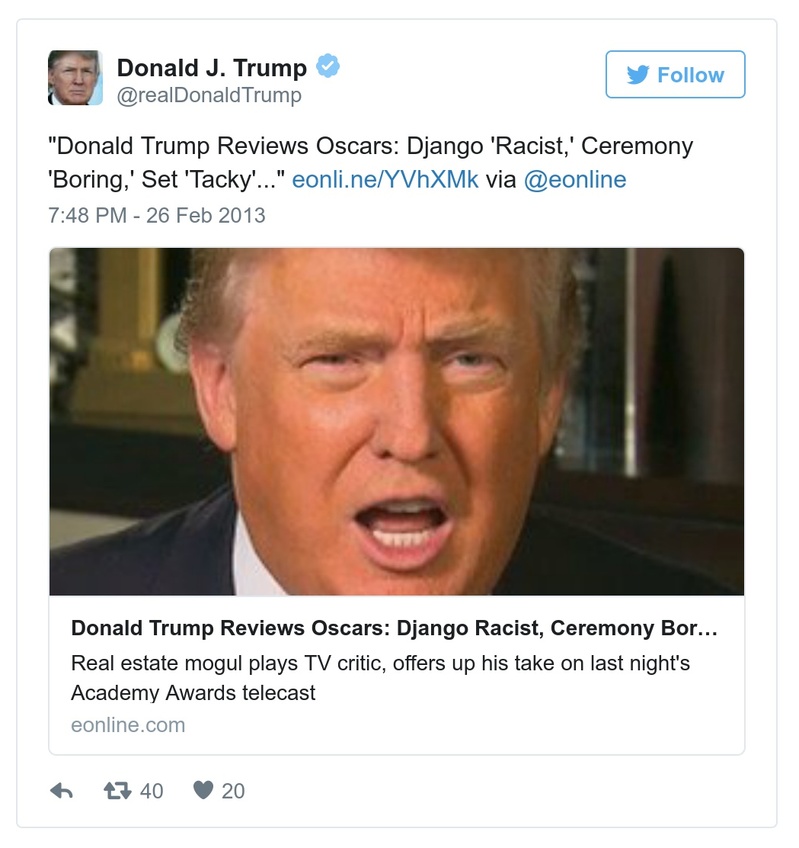 Donald J. Trump
@realDonaldTrump
Follow
"Donald Trump Reviews Oscars: Django 'Racist,' Ceremony
'Boring,' Set 'Tacky'..." eonli.ne/YVhXMk via @eonline
7:48 PM - 26 Feb 2013
Donald Trump Reviews Oscars: Django Racist, Ceremony Bor…
Real estate mogul plays TV critic, offers up his take on last night's
Academy Awards telecast
eonline.com
40 20